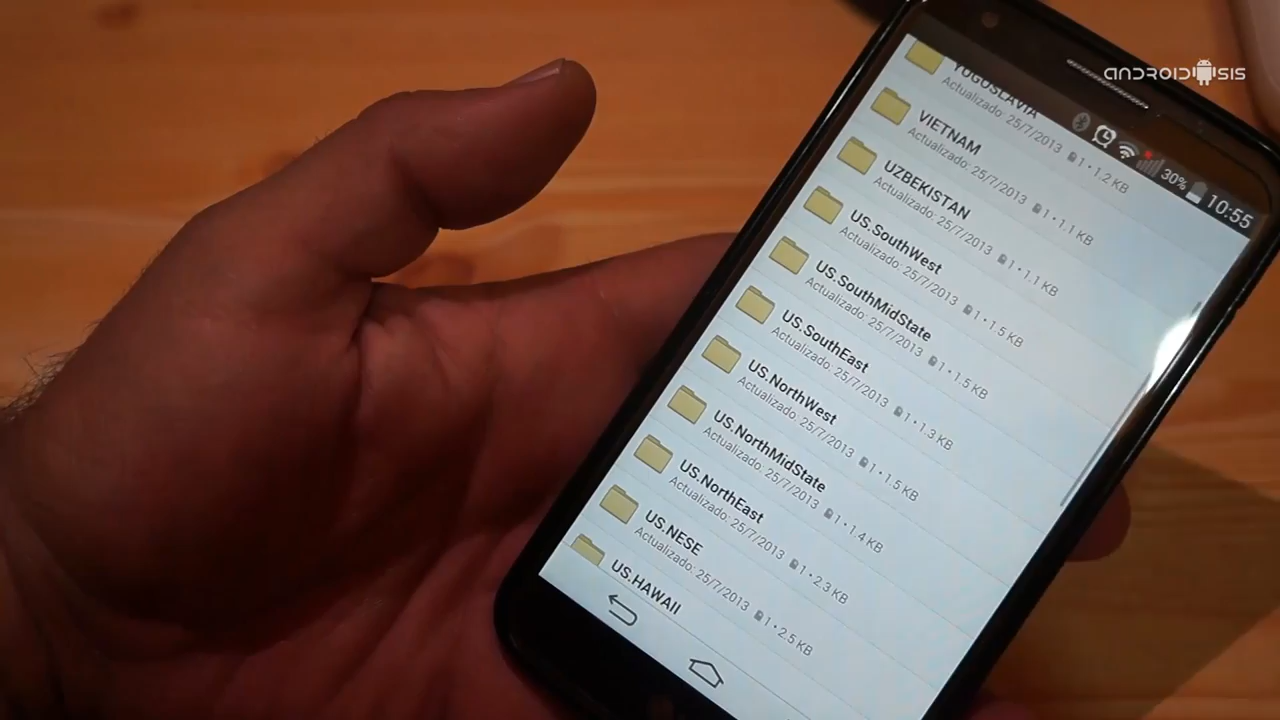 ANDROIDSIS
30% 10:55
YUGOSLAVIA
Actualizado: 25/7/2013 1 • 1.2 KB
VIETNAM
Actualizado: 25/7/2013 1 • 1.1 KB
UZBEKISTAN
Actualizado: 25/7/2013 1 • 1.1 KB
US.SouthWest
Actualizado: 25/7/2013 1 • 1.5 KB
US.SouthMidState
Actualizado: 25/7/2013 1 • 1.5 KB
US.SouthEast
Actualizado: 25/7/2013 1 • 1.3 KB
US.NorthWest
Actualizado: 25/7/2013 1 • 1.5 KB
US.NorthMidState
Actualizado: 25/7/2013 1 • 1.4 KB
US.NorthEast
Actualizado: 25/7/2013 1 • 2.3 KB
US.NESE
Actualizado: 25/7/2013 1 • 2.5 KB
US.HAWAII